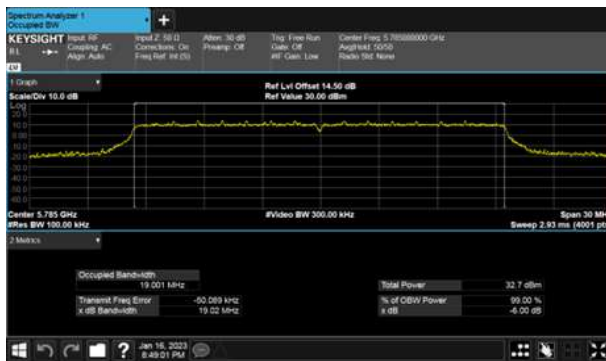 Spectrum Analyzer 1
Occupied BW
+
KEYSIGHT Input: RF Input Z: 50 Ω Atten: 30 dB Trig: Free Run Center Freq: 5.785000000 GHz
RL Coupling: AC Corrections: On Preamp: Off Gate: Off Avg|Hold: 50/50
Align: Auto Freq Ref: Int (S) #IF Gain: Low Radio Std: None
1 Graph
Ref Lvl Offset 14.50 dB
Scale/Div 10.0 dB Ref Value 30.00 dBm
Log
Center 5.785 GHz #Video BW 300.00 kHz Span 30 MH
#Res BW 100.00 kHz Sweep 2.93 ms (4001 pts
2 Metrics
Occupied Bandwidth
19.001 MHz Total Power 32.7 dBm
Transmit Freq Error -50.089 kHz % of OBW Power 99.00 %
x dB Bandwidth 19.02 MHz x dB -6.00 dB
?
Jan 16, 2023
8:49:01 PM